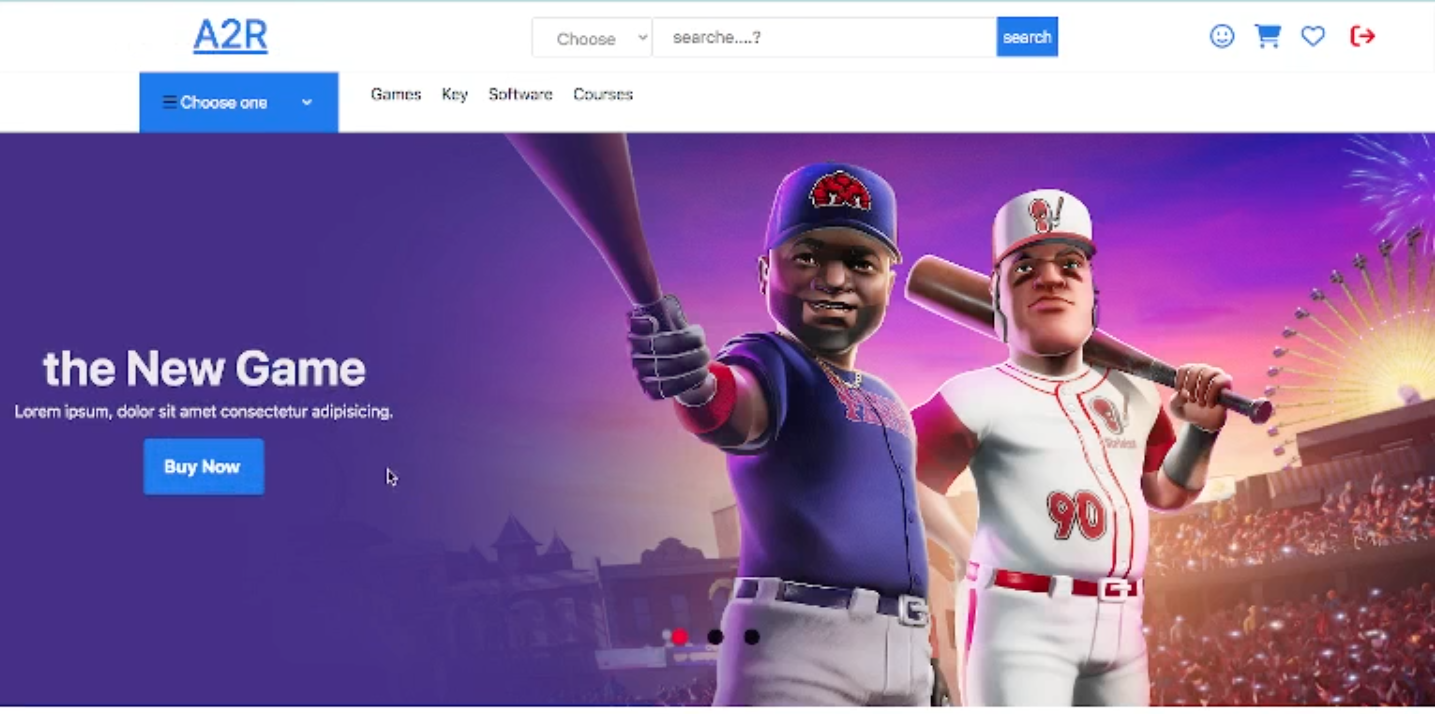 A2R
Choose
searche....?
search
Choose one
Games Key Software Courses
the New Game
Lorem ipsum, dolor sit amet consectetur adipisicing.
Buy Now
90